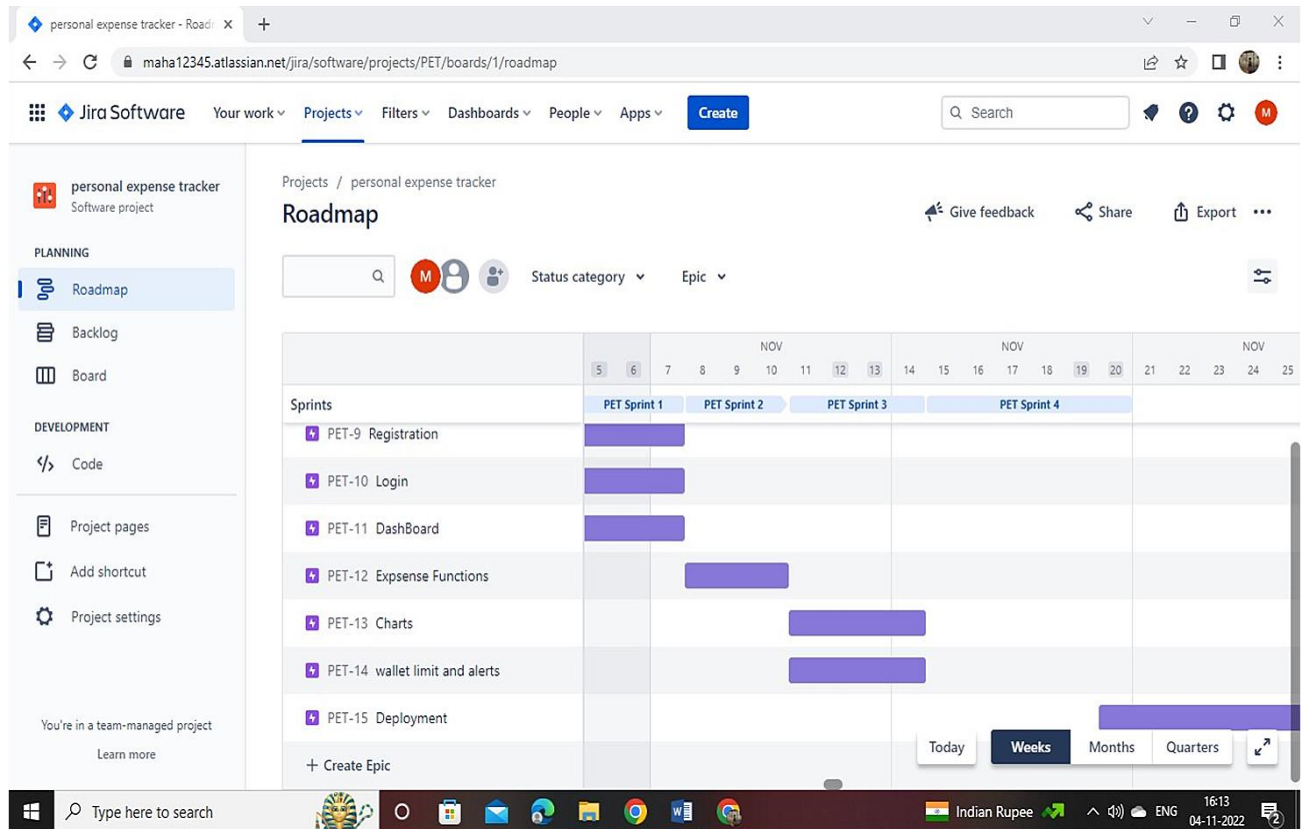 personal expense tracker - Road
maha12345.atlassian.net/jira/software/projects/PET/boards/1/roadmap
Jira Software Your work Projects Filters Dashboards People Apps Create Search M
personal expense tracker
Software project
PLANNING
Roadmap
Backlog
Board
DEVELOPMENT
Code
Project pages
Add shortcut
Project settings
You're in a team-managed project
Learn more
Projects / personal expense tracker
Roadmap
Give feedback Share Export
M Status category Epic
NOV NOV NOV
5 6 7 8 9 10 11 12 13 14 15 16 17 18 19 20 21 22 23 24 25
Sprints PET Sprint 1 PET Sprint 2 PET Sprint 3 PET Sprint 4
PET-9 Registration
PET-10 Login
PET-11 DashBoard
PET-12 Expsense Functions
PET-13 Charts
PET-14 wallet limit and alerts
PET-15 Deployment
Today Weeks Months Quarters
+ Create Epic
Type here to search Indian Rupee ENG 16:13
04-11-2022 2